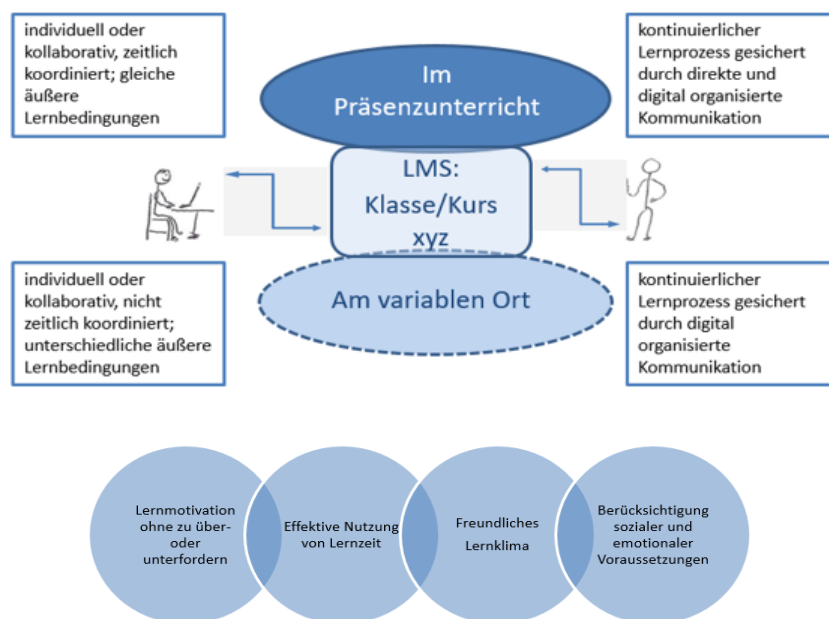 individuell oder
kollaborativ, zeitlich
koordiniert; gleiche
äußere
Lernbedingungen
Im
Präsenzunterricht
kontinuierlicher
Lernprozess gesichert
durch direkte und
digital organisierte
Kommunikation
LMS:
Klasse/Kurs
xyz
individuell oder
kollaborativ, nicht
zeitlich koordiniert;
unterschiedliche äußere
Lernbedingungen
Am variablen Ort
kontinuierlicher
Lernprozess gesichert
durch digital
organisierte
Kommunikation
Lernmotivation
ohne zu über-
oder
unterfordern
Effektive Nutzung
von Lernzeit
Freundliches
Lernklima
Berücksichtigung
sozialer und
emotionaler
Voraussetzungen